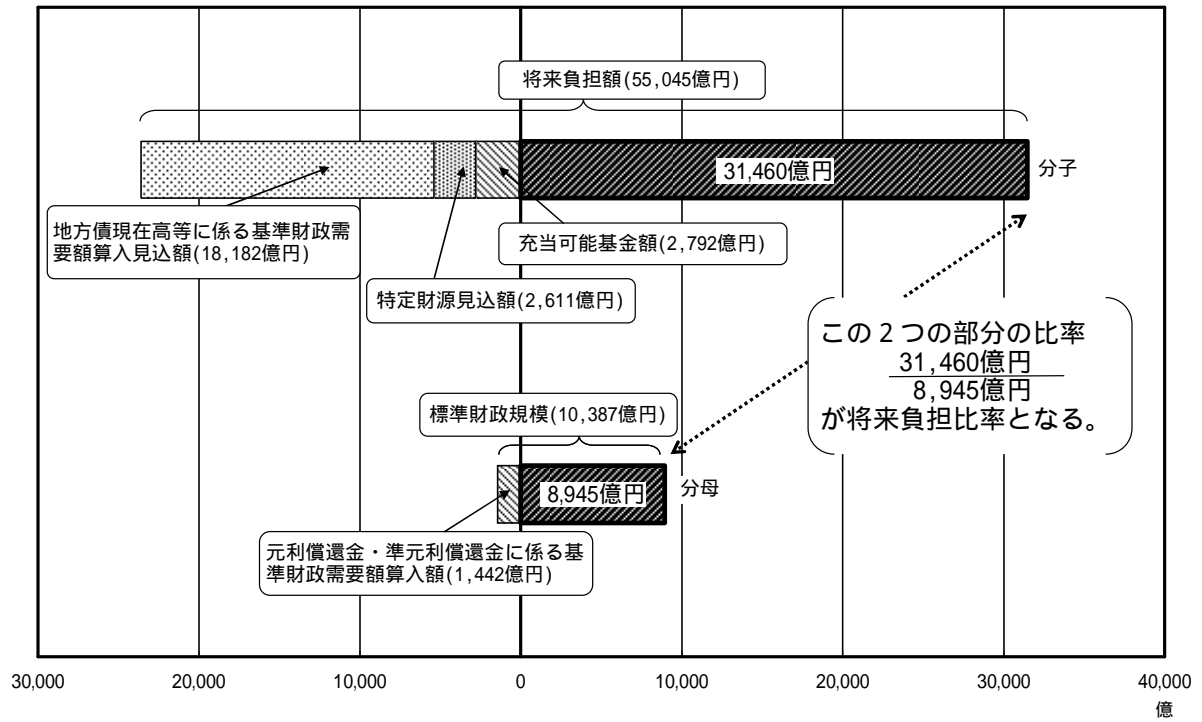 将来負担額(55,045億円)
31,460億円
分子
地方債現在高等に係る基準財政需
要額算入見込額(18,182億円)
充当可能基金額(2,792億円)
特定財源見込額(2,611億円)
この2つの部分の比率
31,460億円
8,945億円
が将来負担比率となる。
標準財政規模(10,387億円)
8,945億円
分母
元利償還金・準元利償還金に係る基
準財政需要額算入額(1,442億円)
30,000 20,000 10,000 0 10,000 20,000 30,000 40,000
億